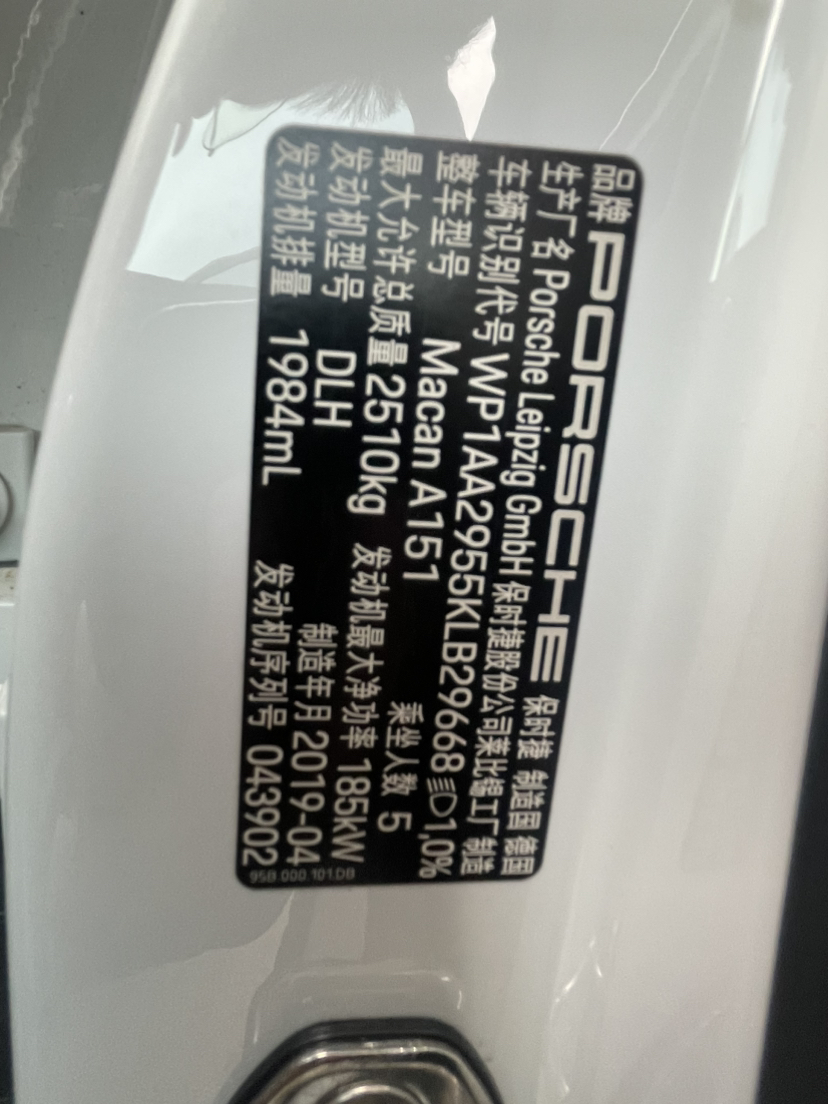 品牌 PORSCHE 保时捷 制造国 德国
生产厂名 Porsche Leipzig GmbH 保时捷股份公司莱比锡工厂 制造
车辆识别代号 WP1AA2955KLB29668 1,0%
整车型号 Macan A151 乘坐人数 5
最大允许总质量 2510kg 发动机最大净功率 185kW
发动机型号 DLH 制造年月 2019-04
发动机排量 1984mL 发动机序列号 043902
95B.000.101.DB